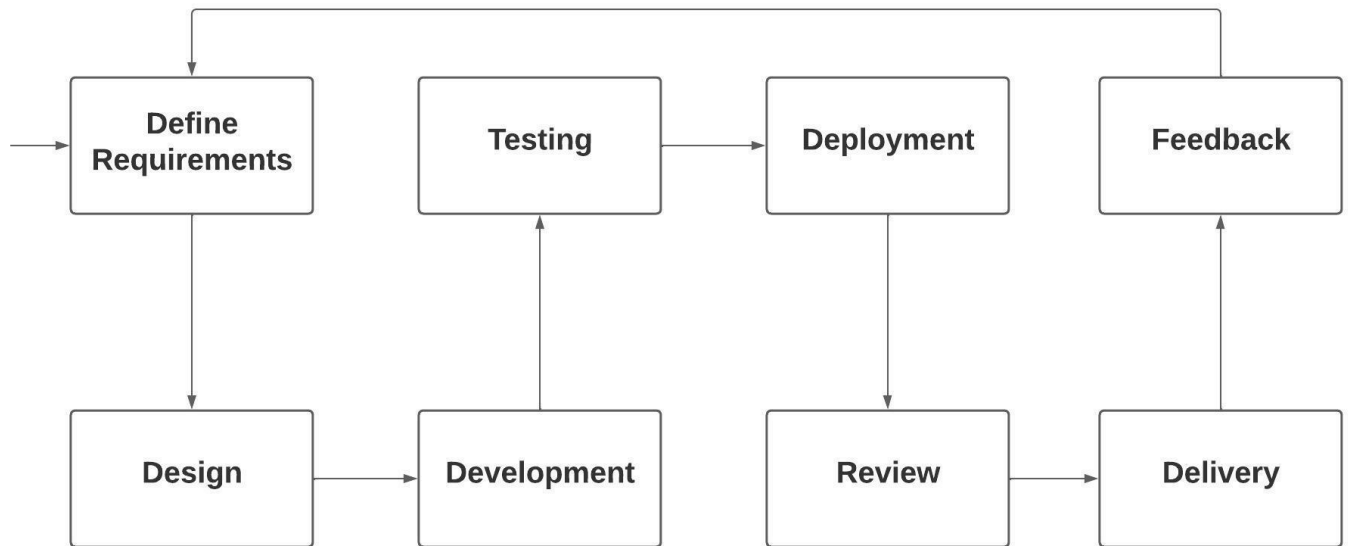 Define
Requirements
Testing
Deployment
Feedback
Design
Development
Review
Delivery